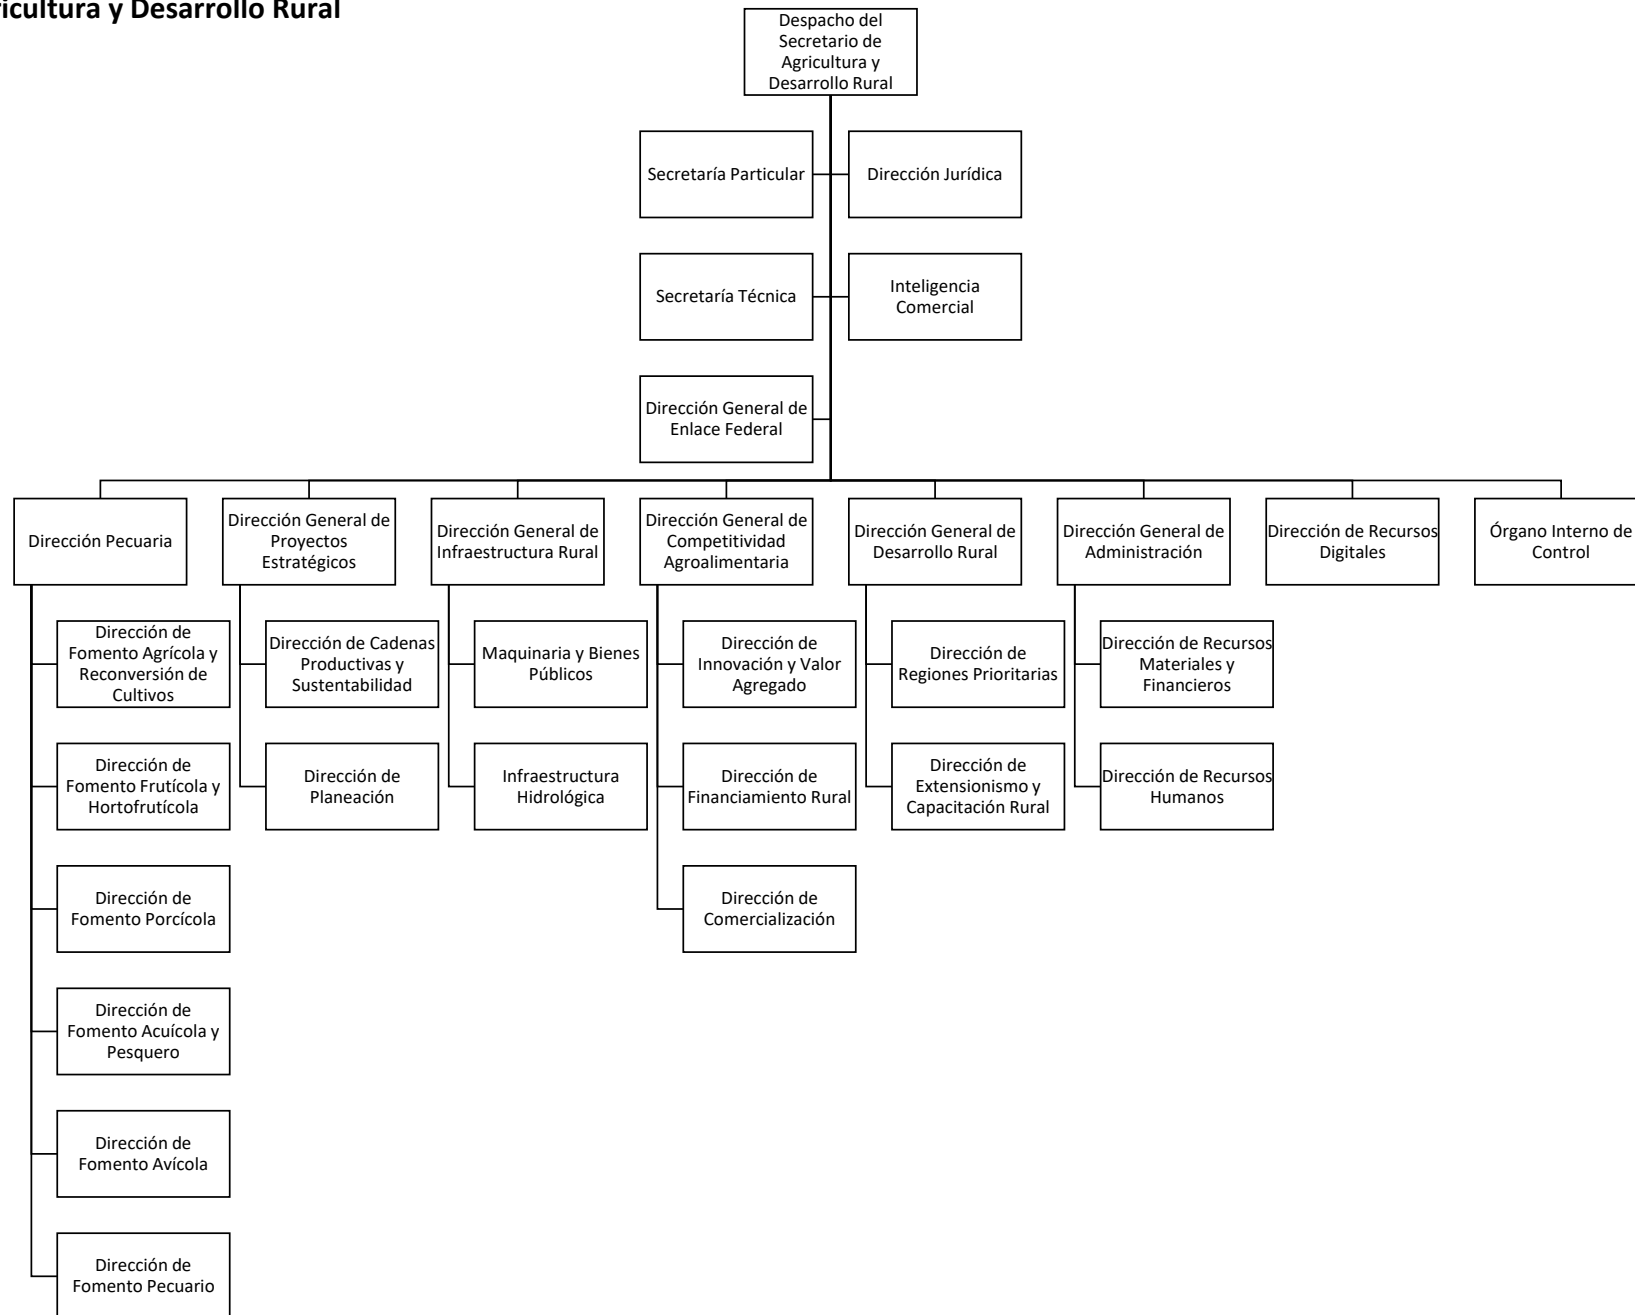 y Desarrollo Rural
Despacho del
Secretario de
Agricultura y
Desarrollo Rural
Secretaría Particular
Dirección Jurídica
Secretaría Técnica
Inteligencia
Comercial
Dirección General de
Enlace Federal
Dirección Pecuaria
Dirección General de
Proyectos
Estratégicos
Dirección General de
Infraestructura Rural
Dirección General de
Competitividad
Agroalimentaria
Dirección General de
Desarrollo Rural
Dirección General de
Administración
Dirección de Recursos
Digitales
Órgano Interno de
Control
Dirección de
Fomento Agrícola y
Reconversión de
Cultivos
Dirección de Cadenas
Productivas y
Sustentabilidad
Maquinaria y Bienes
Públicos
Dirección de
Innovación y Valor
Agregado
Dirección de
Regiones Prioritarias
Dirección de Recursos
Materiales y
Financieros
Dirección de
Fomento Frutícola y
Hortofrutícola
Dirección de
Planeación
Infraestructura
Hidrológica
Dirección de
Financiamiento Rural
Dirección de
Extensionismo y
Capacitación Rural
Dirección de Recursos
Humanos
Dirección de
Fomento Porcícola
Dirección de
Comercialización
Dirección de
Fomento Acuícola y
Pesquero
Dirección de
Fomento Avícola
Dirección de
Fomento Pecuario